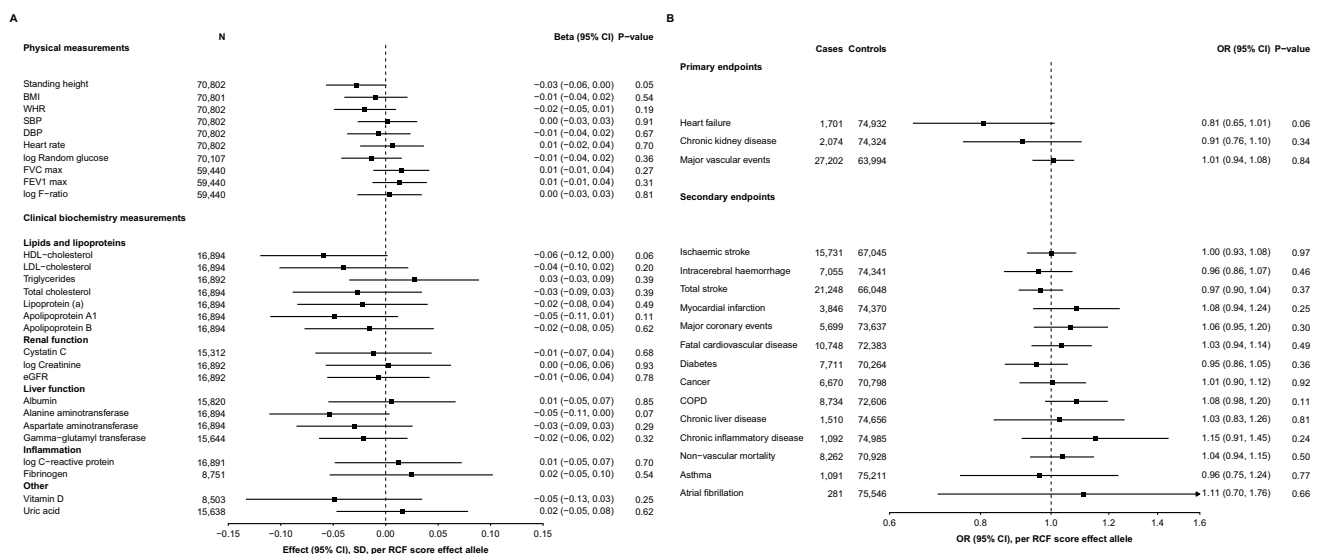 A
N Beta (95% CI) P−value
Physical measurements
Standing height 70,802 −0.03 (−0.06, 0.00) 0.05
BMI 70,801 −0.01 (−0.04, 0.02) 0.54
WHR 70,802 −0.02 (−0.05, 0.01) 0.19
SBP 70,802 0.00 (−0.03, 0.03) 0.91
DBP 70,802 −0.01 (−0.04, 0.02) 0.67
Heart rate 70,802 0.01 (−0.02, 0.04) 0.70
log Random glucose 70,107 −0.01 (−0.04, 0.02) 0.36
FVC max 59,440 0.01 (−0.01, 0.04) 0.27
FEV1 max 59,440 0.01 (−0.01, 0.04) 0.31
log F−ratio 59,440 0.00 (−0.03, 0.03) 0.81
Clinical biochemistry measurements
Lipids and lipoproteins
HDL−cholesterol 16,894 −0.06 (−0.12, 0.00) 0.06
LDL−cholesterol 16,894 −0.04 (−0.10, 0.02) 0.20
Triglycerides 16,892 0.03 (−0.03, 0.09) 0.39
Total cholesterol 16,894 −0.03 (−0.09, 0.03) 0.39
Lipoprotein (a) 16,894 −0.02 (−0.08, 0.04) 0.49
Apolipoprotein A1 16,894 −0.05 (−0.11, 0.01) 0.11
Apolipoprotein B 16,894 −0.02 (−0.08, 0.05) 0.62
Renal function
Cystatin C 15,312 −0.01 (−0.07, 0.04) 0.68
log Creatinine 16,892 0.00 (−0.06, 0.06) 0.93
eGFR 16,892 −0.01 (−0.06, 0.04) 0.78
Liver function
Albumin 15,820 0.01 (−0.05, 0.07) 0.85
Alanine aminotransferase 16,894 −0.05 (−0.11, 0.00) 0.07
Aspartate aminotransferase 16,894 −0.03 (−0.09, 0.03) 0.29
Gamma−glutamyl transferase 15,644 −0.02 (−0.06, 0.02) 0.32
Inflammation
log C−reactive protein 16,891 0.01 (−0.05, 0.07) 0.70
Fibrinogen 8,751 0.02 (−0.05, 0.10) 0.54
Other
Vitamin D 8,503 −0.05 (−0.13, 0.03) 0.25
Uric acid 15,638 0.02 (−0.05, 0.08) 0.62
−0.15 −0.10 −0.05 0.00 0.05 0.10 0.15
Effect (95% CI), SD, per RCF score effect allele
B
Cases Controls OR (95% CI) P−value
Primary endpoints
Heart failure 1,701 74,932 0.81 (0.65, 1.01) 0.06
Chronic kidney disease 2,074 74,324 0.91 (0.76, 1.10) 0.34
Major vascular events 27,202 63,994 1.01 (0.94, 1.08) 0.84
Secondary endpoints
Ischaemic stroke 15,731 67,045 1.00 (0.93, 1.08) 0.97
Intracerebral haemorrhage 7,055 74,341 0.96 (0.86, 1.07) 0.46
Total stroke 21,248 66,048 0.97 (0.90, 1.04) 0.37
Myocardial infarction 3,846 74,370 1.08 (0.94, 1.24) 0.25
Major coronary events 5,699 73,637 1.06 (0.95, 1.20) 0.30
Fatal cardiovascular disease 10,748 72,383 1.03 (0.94, 1.14) 0.49
Diabetes 7,711 70,264 0.95 (0.86, 1.05) 0.36
Cancer 6,670 70,798 1.01 (0.90, 1.12) 0.92
COPD 8,734 72,606 1.08 (0.98, 1.20) 0.11
Chronic liver disease 1,510 74,656 1.03 (0.83, 1.26) 0.81
Chronic inflammatory disease 1,092 74,985 1.15 (0.91, 1.45) 0.24
Non−vascular mortality 8,262 70,928 1.04 (0.94, 1.15) 0.50
Asthma 1,091 75,211 0.96 (0.75, 1.24) 0.77
Atrial fibrillation 281 75,546 1.11 (0.70, 1.76) 0.66
0.6 0.8 1.0 1.2 1.4 1.6
OR (95% CI), per RCF score effect allele